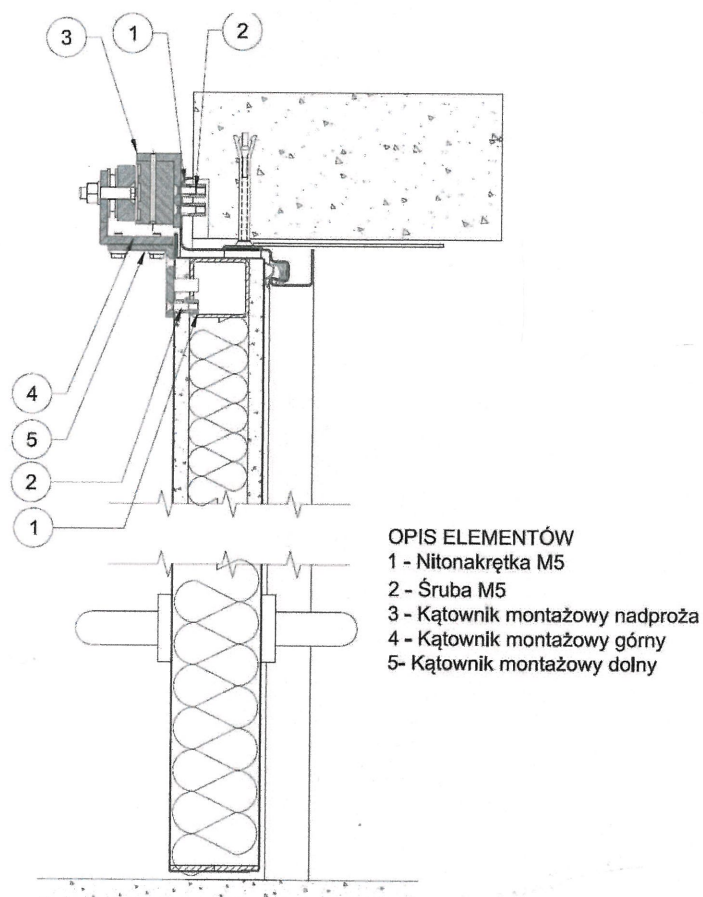 3
1
2
4
5
2
1
OPIS ELEMENTÓW
1 - Nitonakrętka M5
2 - Śruba M5
3 - Kątownik montażowy nadproża
4 - Kątownik montażowy górny
5- Kątownik montażowy dolny